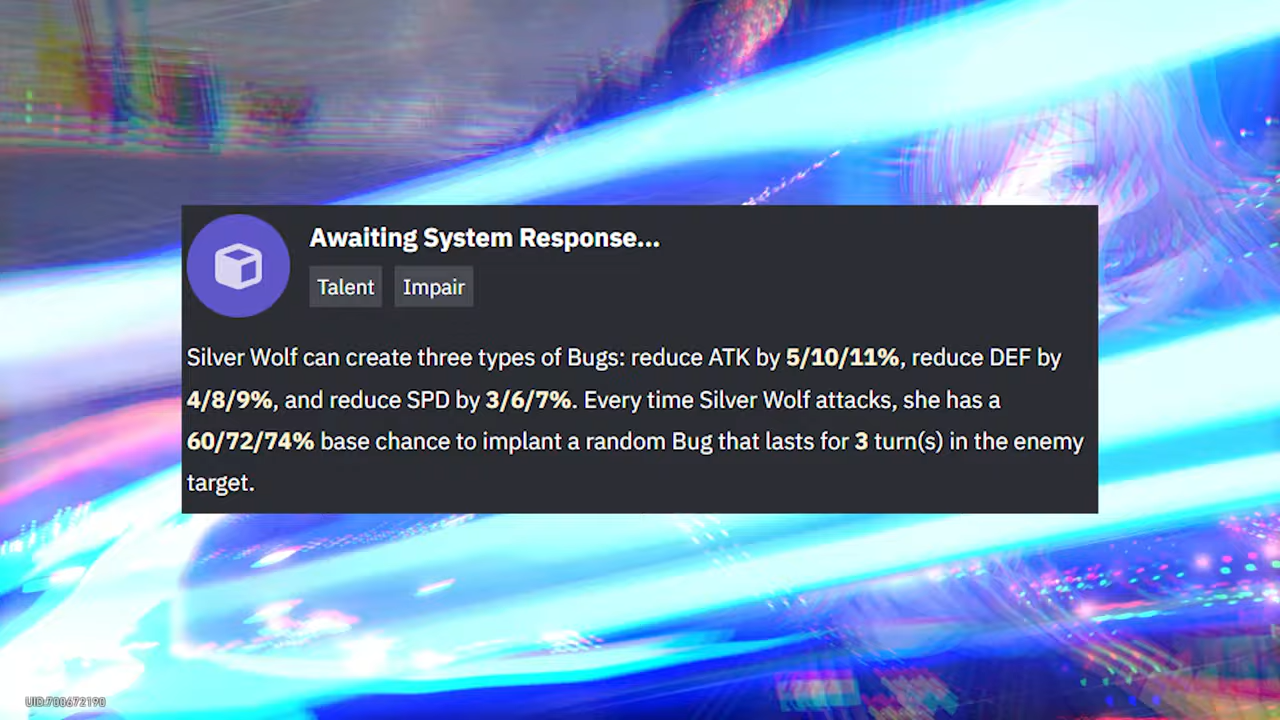 Awaiting System Response...
Talent Impair
Silver Wolf can create three types of Bugs: reduce ATK by 5/10/11%, reduce DEF by
4/8/9%, and reduce SPD by 3/6/7%. Every time Silver Wolf attacks, she has a
60/72/74% base chance to implant a random Bug that lasts for 3 turn(s) in the enemy
target.
UID:700672190